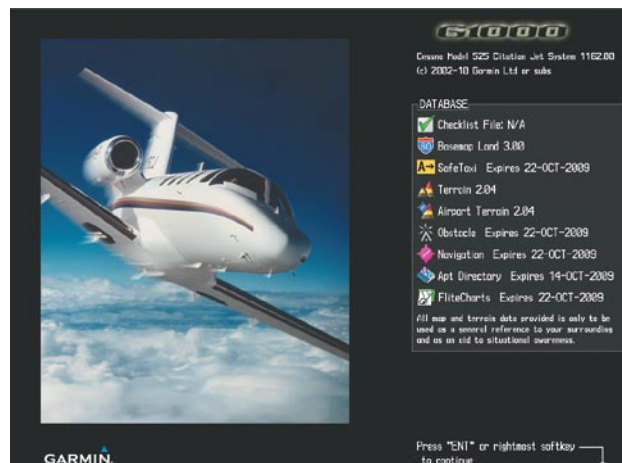 G1000
Cessna Model 525 Citation Jet System 1162.00
(c) 2002-10 Garmin Ltd or subs
DATABASE
Checklist File: N/A
80
Basemap Land 3.00
A→
SafeTaxi Expires 22-OCT-2009
Terrain 2.04
Airport Terrain 2.04
Obstacle Expires 22-OCT-2009
Navigation Expires 22-OCT-2009
Apt Directory Expires 14-OCT-2009
FliteCharts Expires 22-OCT-2009
All map and terrain data provided is only to be
used as a general reference to your surrounding
and as an aid to situational awareness.
GARMIN.
Press "ENT" or rightmost softkey
to continue